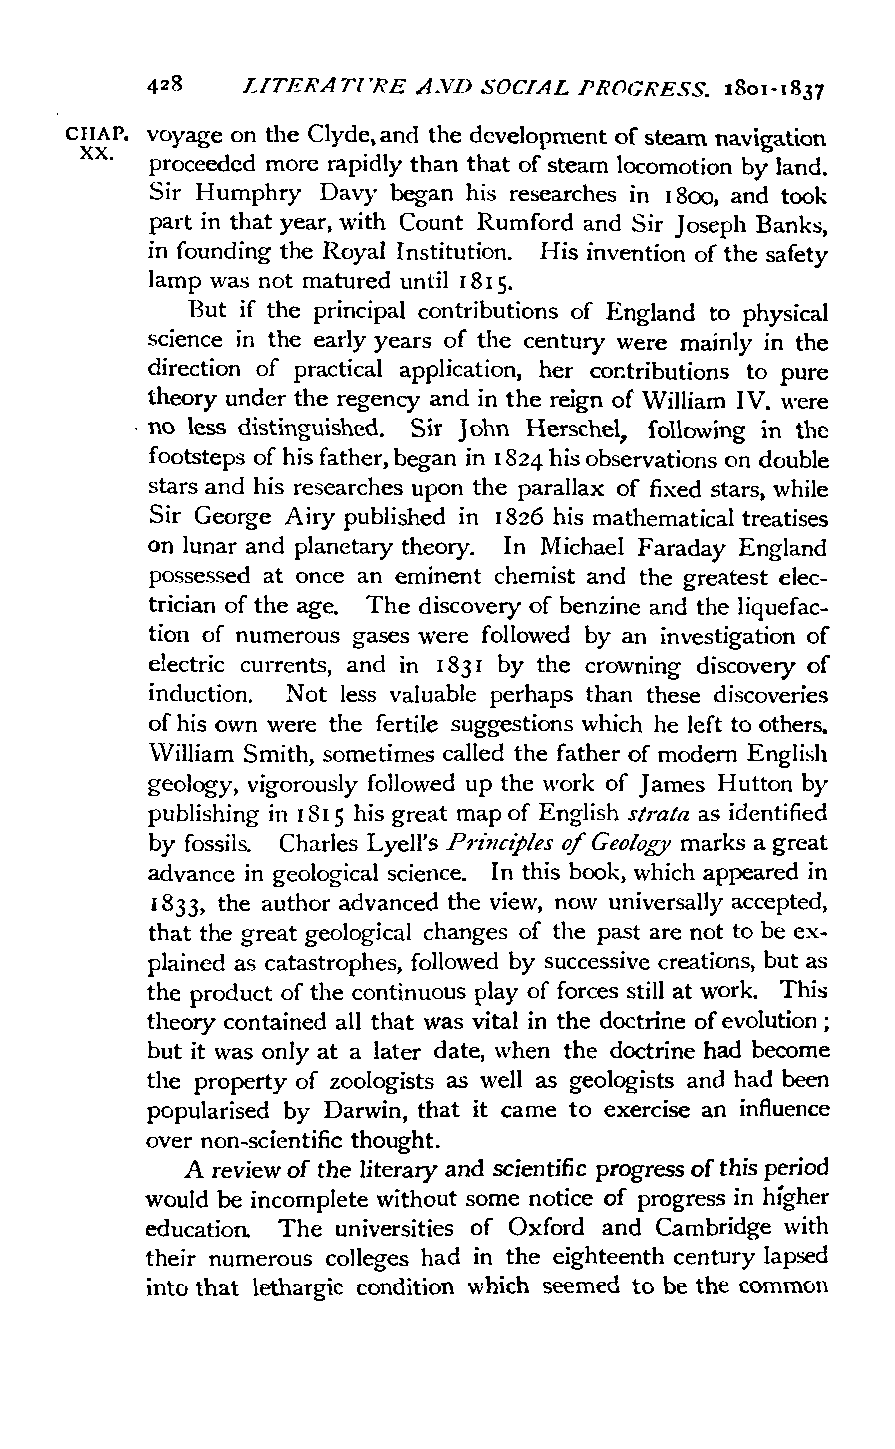 428 LITERATURE AND SOCIAL PROGRESS. 1801-1837
CHAP. voyage on the Clyde, and the development of steam navigation
XX. proceeded more rapidly than that of steam locomotion by land.
Sir Humphry Davy began his researches in 1800, and took
part in that year, with Count Rumford and Sir Joseph Banks,
in founding the Royal Institution. His invention of the safety
lamp was not matured until 1815.
But if the principal contributions of England to physical
science in the early years of the century were mainly in the
direction of practical application, her contributions to pure
theory under the regency and in the reign of William IV. were
no less distinguished. Sir John Herschel, following in the
footsteps of his father, began in 1824 his observations on double
stars and his researches upon the parallax of fixed stars, while
Sir George Airy published in 1826 his mathematical treatises
on lunar and planetary theory. In Michael Faraday England
possessed at once an eminent chemist and the greatest elec-
trician of the age. The discovery of benzine and the liquefac-
tion of numerous gases were followed by an investigation of
electric currents, and in 1831 by the crowning discovery of
induction. Not less valuable perhaps than these discoveries
of his own were the fertile suggestions which he left to others.
William Smith, sometimes called the father of modern English
geology, vigorously followed up the work of James Hutton by
publishing in 1815 his great map of English strata as identified
by fossils. Charles Lyell's Principles of Geology marks a great
advance in geological science. In this book, which appeared in
1833, the author advanced the view, now universally accepted,
that the great geological changes of the past are not to be ex-
plained as catastrophes, followed by successive creations, but as
the product of the continuous play of forces still at work. This
theory contained all that was vital in the doctrine of evolution ;
but it was only at a later date, when the doctrine had become
the property of zoologists as well as geologists and had been
popularised by Darwin, that it came to exercise an influence
over non-scientific thought.
A review of the literary and scientific progress of this period
would be incomplete without some notice of progress in higher
education. The universities of Oxford and Cambridge with
their numerous colleges had in the eighteenth century lapsed
into that lethargic condition which seemed to be the common